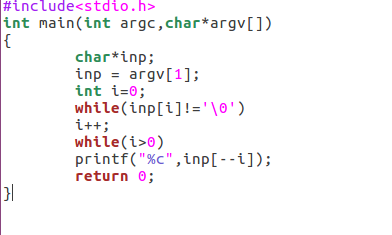 #include<stdio.h>
int main(int argc,char*argv[])
{
        char*inp;
        inp = argv[1];
        int i=0;
        while(inp[i]!='\0')
        i++;
        while(i>0)
        printf("%c",inp[--i]);
        return 0;
}